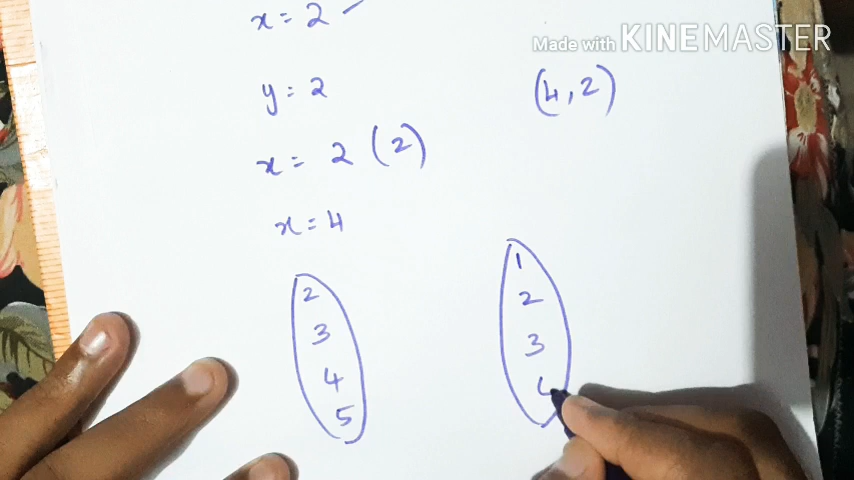 x = 2
Made with KINEMASTER
y = 2
(4, 2)
x = 2 (2)
x = 4
2
3
4
5
1
2
3
4